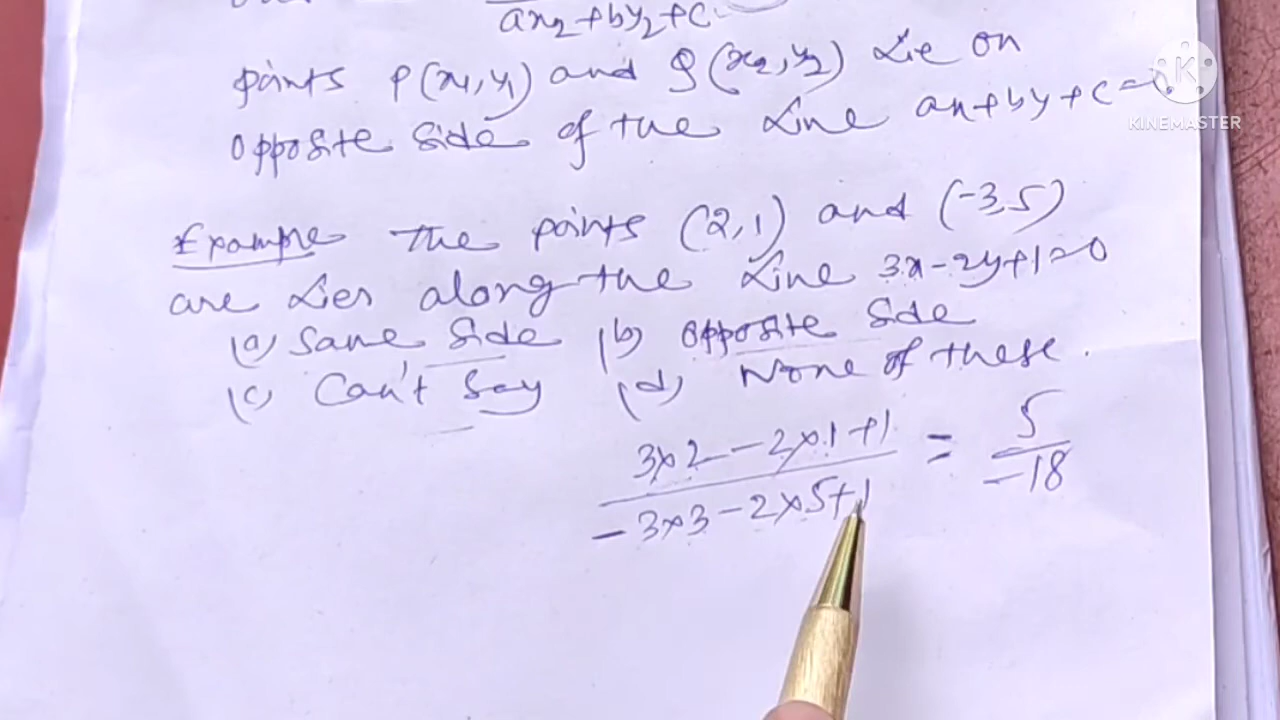 ax₂+by₂+c
points P(x₁,y₁) and Q(x₂,y₂) Lie on
opposite side of the Line ax+by+c=0
KINEMASTER
Example The points (2,1) and (-3,5)
are Lies along the Line 3x-2y+1=0
(a) Same Side (b) opposite side
(c) Can't Say (d) None of these.
3×2-2×1+1 = 5
-3×3-2×5+1 -18